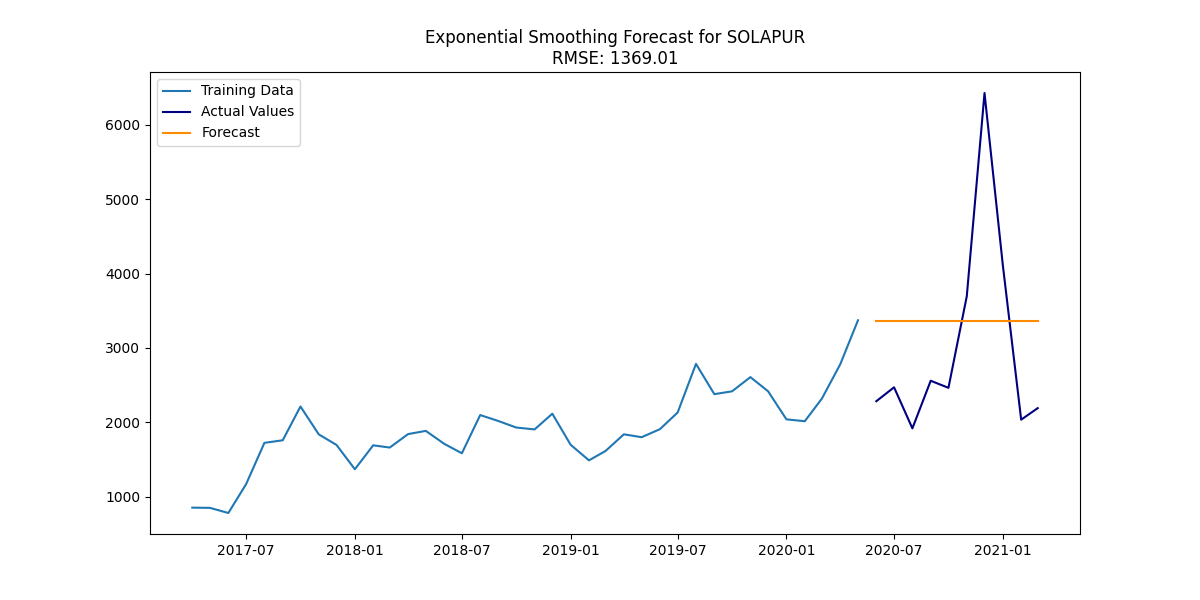 Exponential Smoothing Forecast for SOLAPUR
RMSE: 1369.01
Training Data
Actual Values
Forecast
6000
5000
4000
3000
2000
1000
2017-07 2018-01 2018-07 2019-01 2019-07 2020-01 2020-07 2021-01